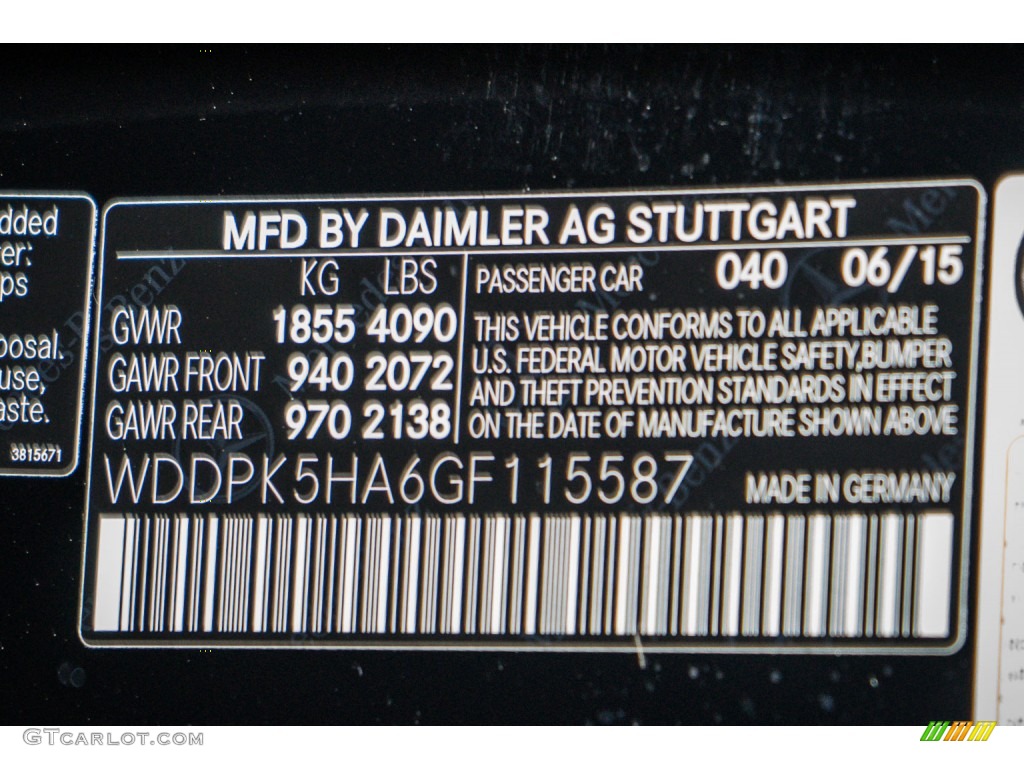 dded
er:
ps
posal.
use,
aste.
3815671
MFD BY DAIMLER AG STUTTGART
KG LBS
GVWR 1855 4090
GAWR FRONT 940 2072
GAWR REAR 970 2138
PASSENGER CAR 040 06/15
THIS VEHICLE CONFORMS TO ALL APPLICABLE
U.S. FEDERAL MOTOR VEHICLE SAFETY,BUMPER
AND THEFT PREVENTION STANDARDS IN EFFECT
ON THE DATE OF MANUFACTURE SHOWN ABOVE
WDDPK5HA6GF115587 MADE IN GERMANY
GTCARLOT.COM